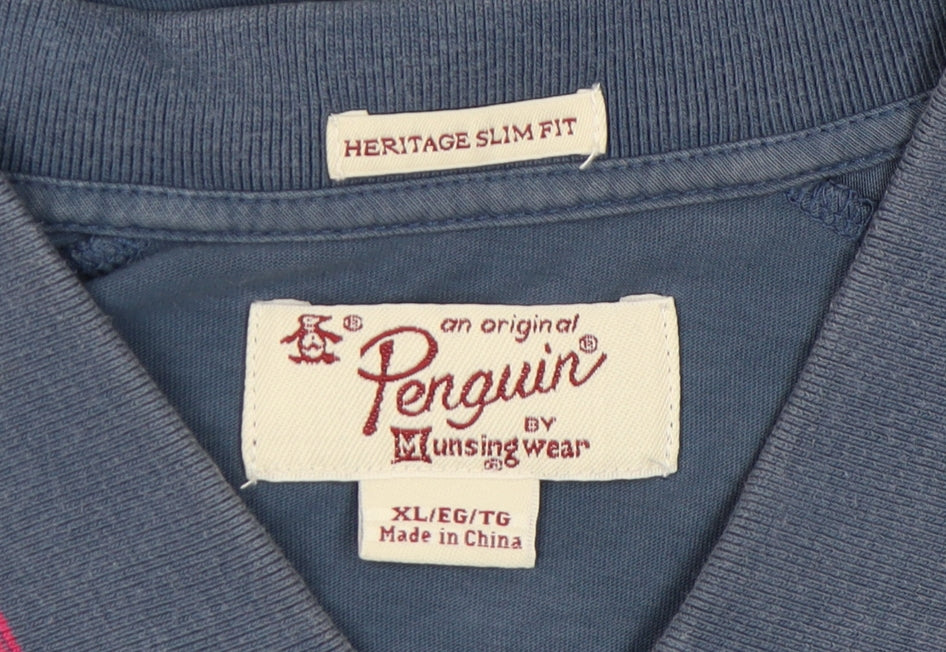 HERITAGE SLIM FIT
an original
Penguin®
BY
Munsingwear
®
XL/EG/TG
Made in China